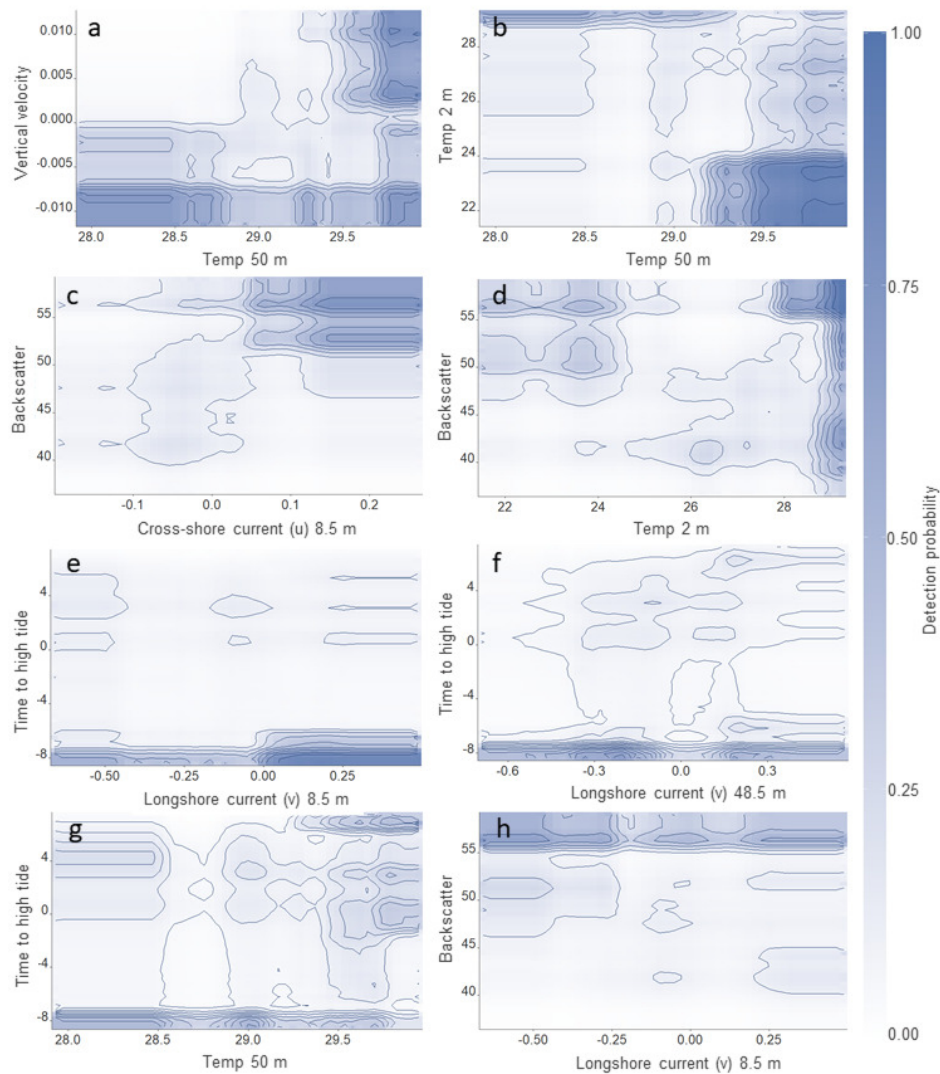 a
0.010
0.005
0.000
-0.005
-0.010
Vertical velocity
28.0 28.5 29.0 29.5
Temp 50 m
b
28
26
24
22
Temp 2 m
28.0 28.5 29.0 29.5
Temp 50 m
c
55
50
45
40
Backscatter
-0.1 0.0 0.1 0.2
Cross-shore current (u) 8.5 m
d
55
50
45
40
Backscatter
22 24 26 28
Temp 2 m
e
4
0
-4
-8
Time to high tide
-0.50 -0.25 0.00 0.25
Longshore current (v) 8.5 m
f
4
0
-4
-8
Time to high tide
-0.6 -0.3 0.0 0.3
Longshore current (v) 48.5 m
g
4
0
-4
-8
Time to high tide
28.0 28.5 29.0 29.5
Temp 50 m
h
55
50
45
40
Backscatter
-0.50 -0.25 0.00 0.25
Longshore current (v) 8.5 m
1.00
0.75
0.50
0.25
0.00
Detection probability